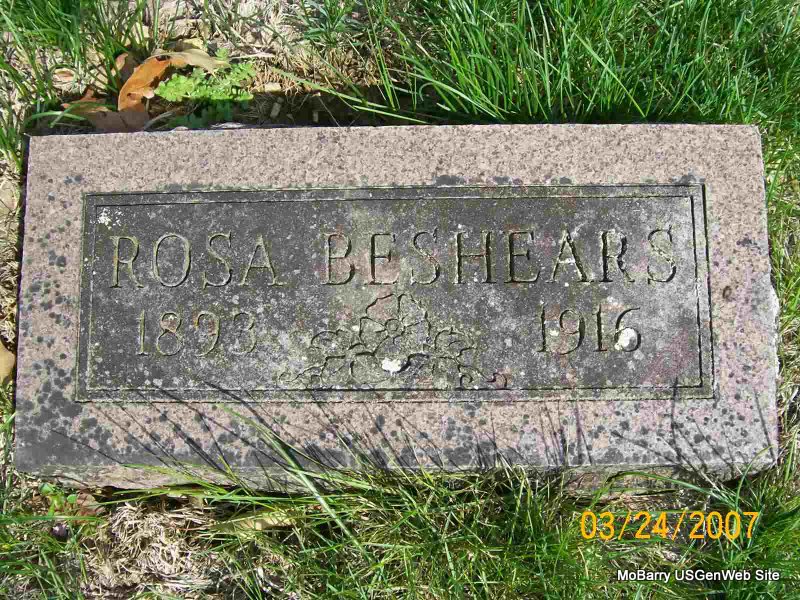 ROSA BESHEARS
1893 1916
03/24/2007
MoBarry USGenWeb Site